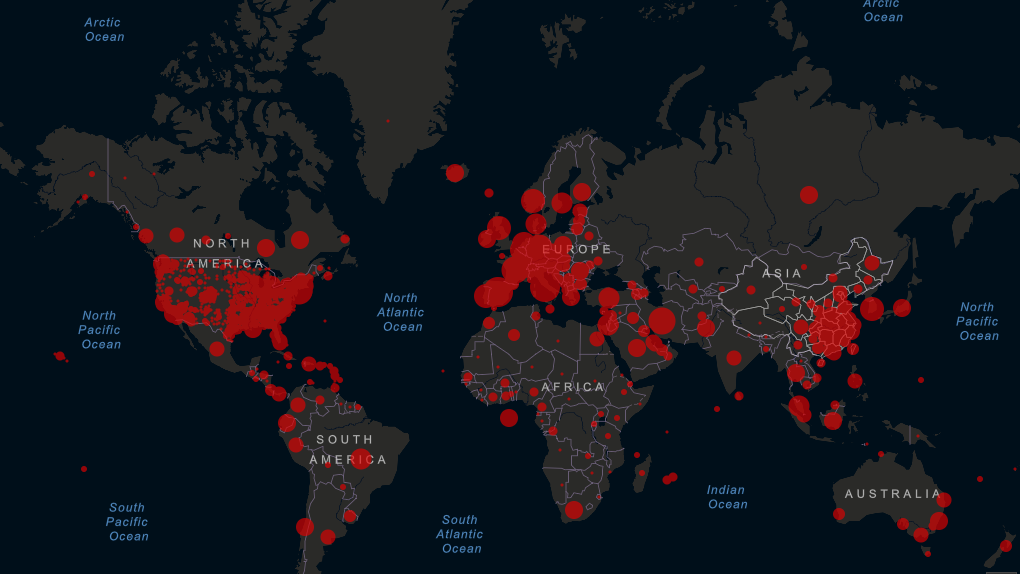 Arctic
Ocean
Arctic
Ocean
NORTH
AMERICA
EUROPE
ASIA
North
Pacific
Ocean
North
Atlantic
Ocean
North
Pacific
Ocean
AFRICA
SOUTH
AMERICA
AUSTRALIA
South
Pacific
Ocean
South
Atlantic
Ocean
Indian
Ocean